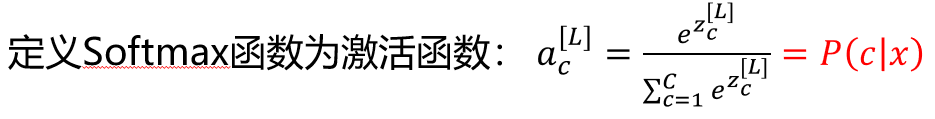 定义Softmax函数为激活函数： $a_c^{[L]} = \frac{e^{z_c^{[L]}}}{\sum_{c=1}^{C} e^{z_c^{[L]}}} = P(c|x)$